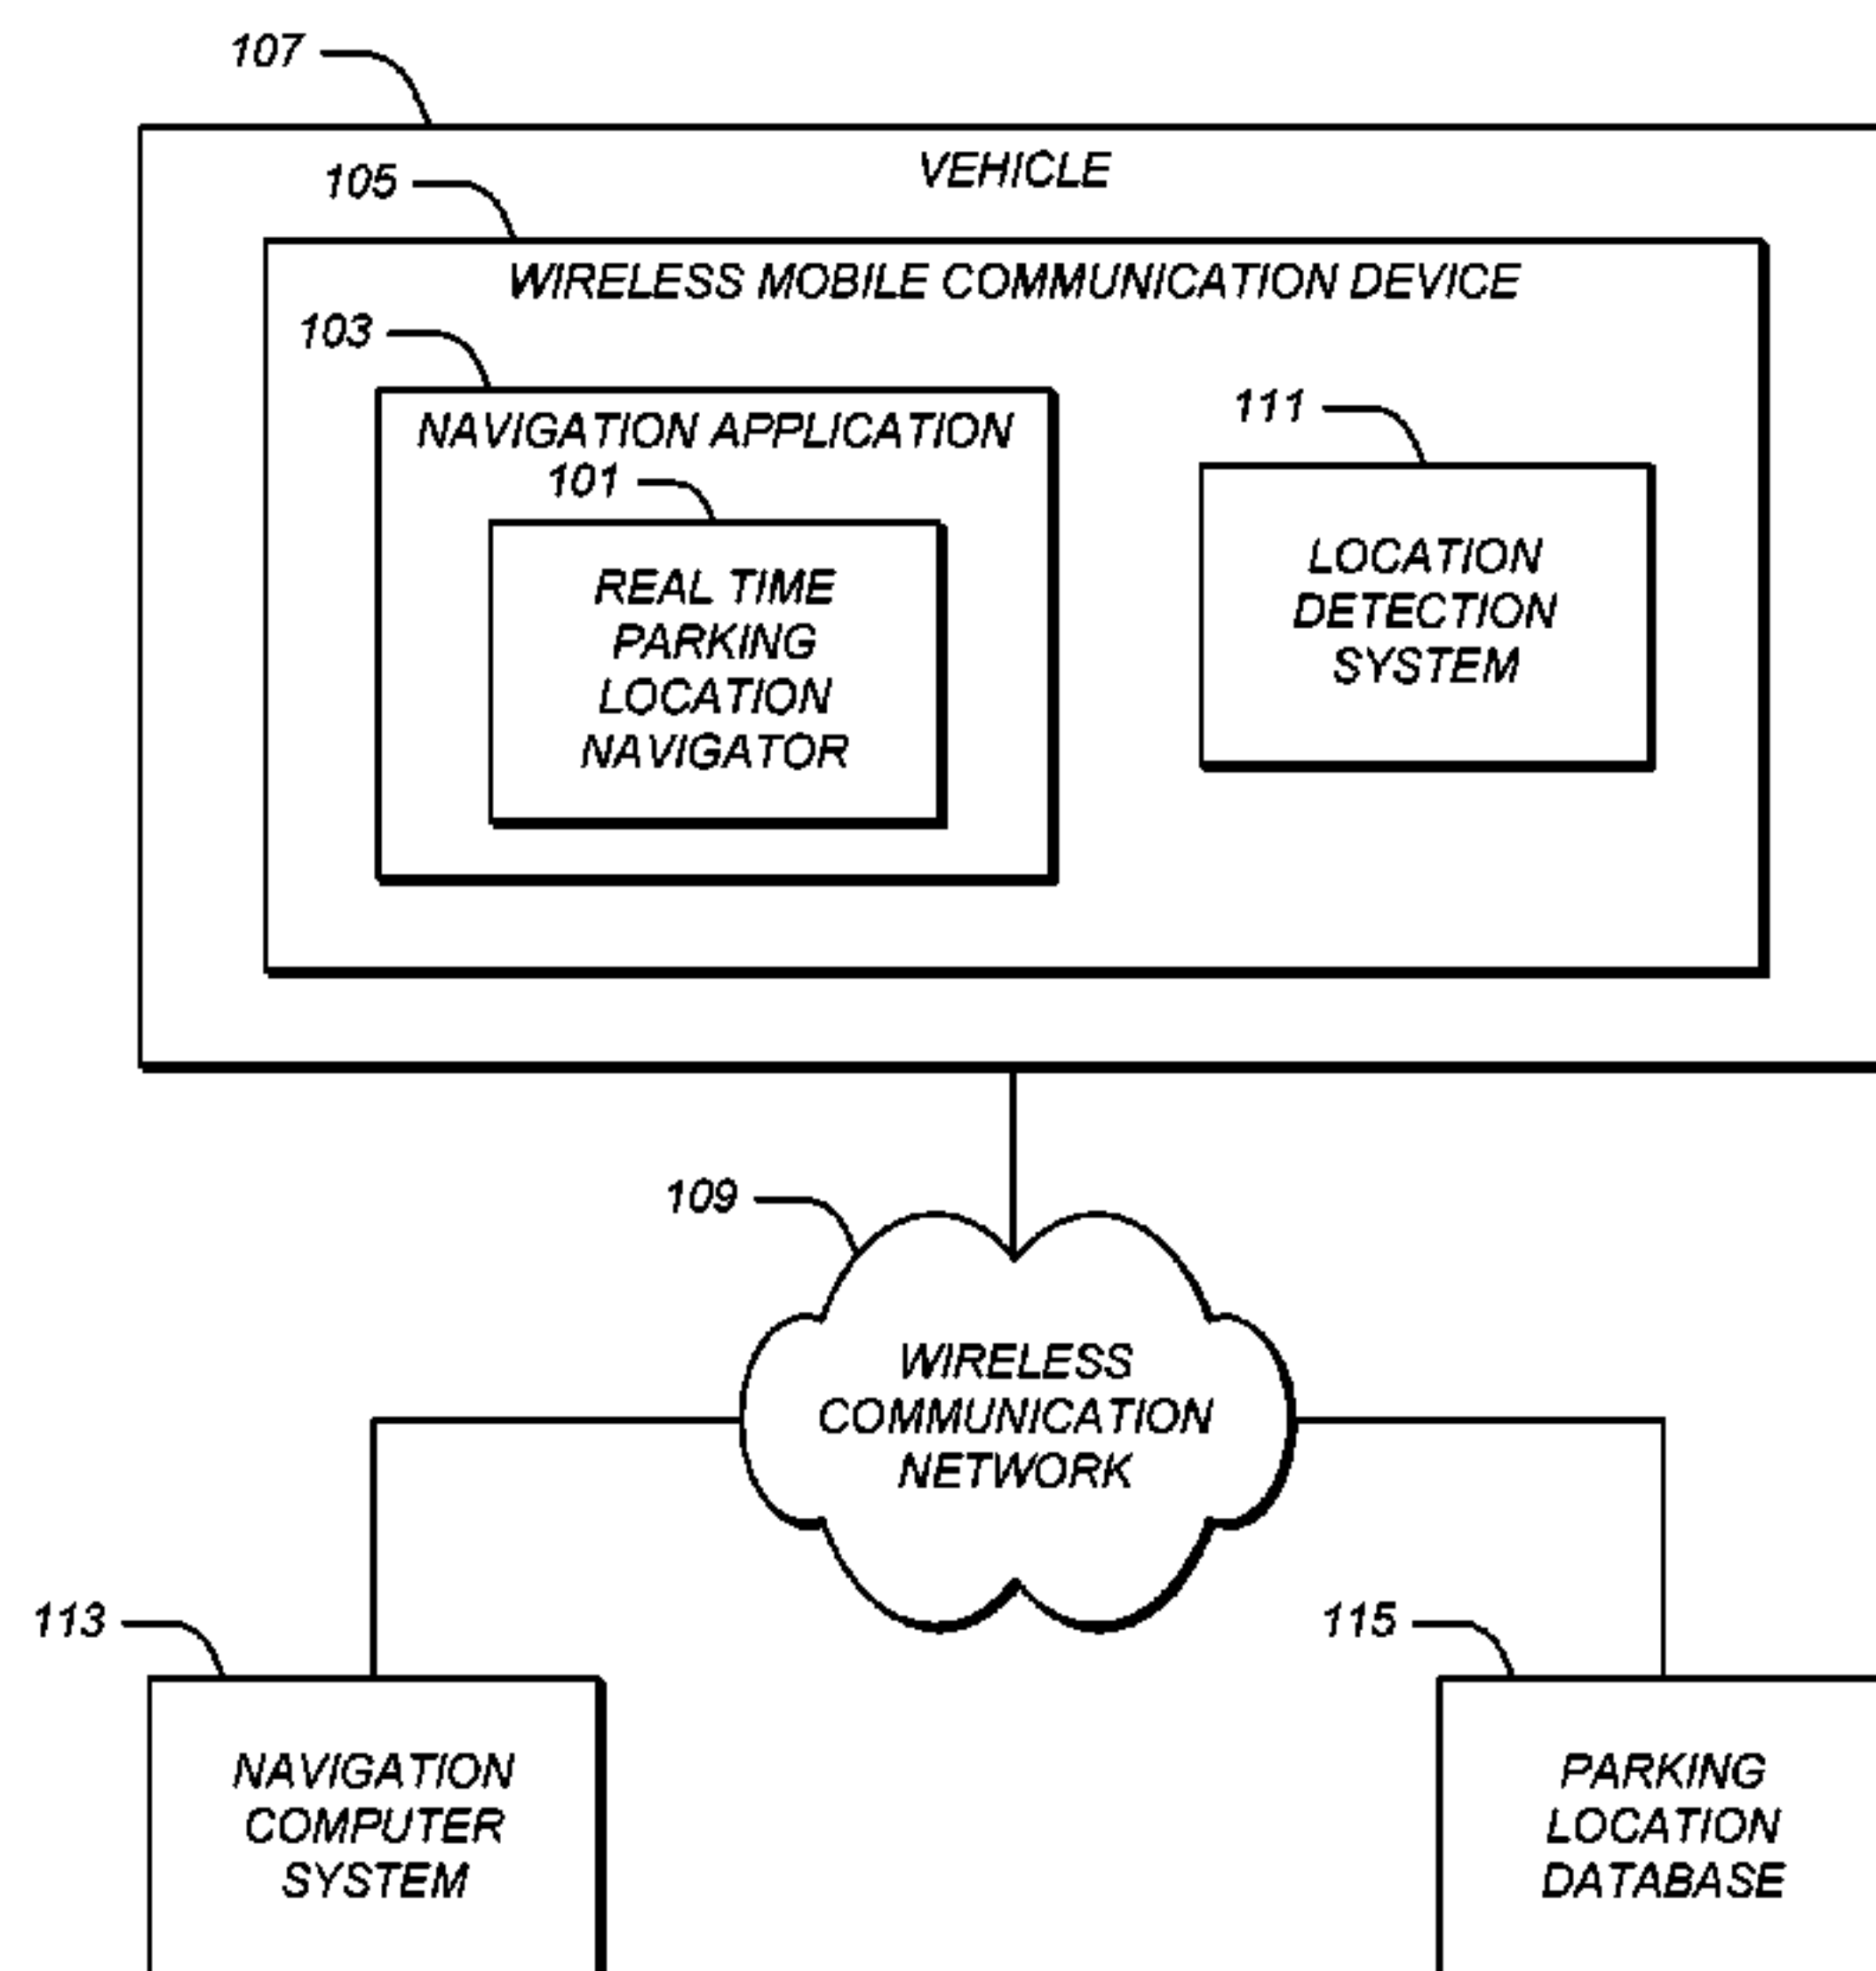 107
VEHICLE
105
WIRELESS MOBILE COMMUNICATION DEVICE
103
NAVIGATION APPLICATION
101
REAL TIME
PARKING
LOCATION
NAVIGATOR
111
LOCATION
DETECTION
SYSTEM
109
WIRELESS
COMMUNICATION
NETWORK
113
NAVIGATION
COMPUTER
SYSTEM
115
PARKING
LOCATION
DATABASE